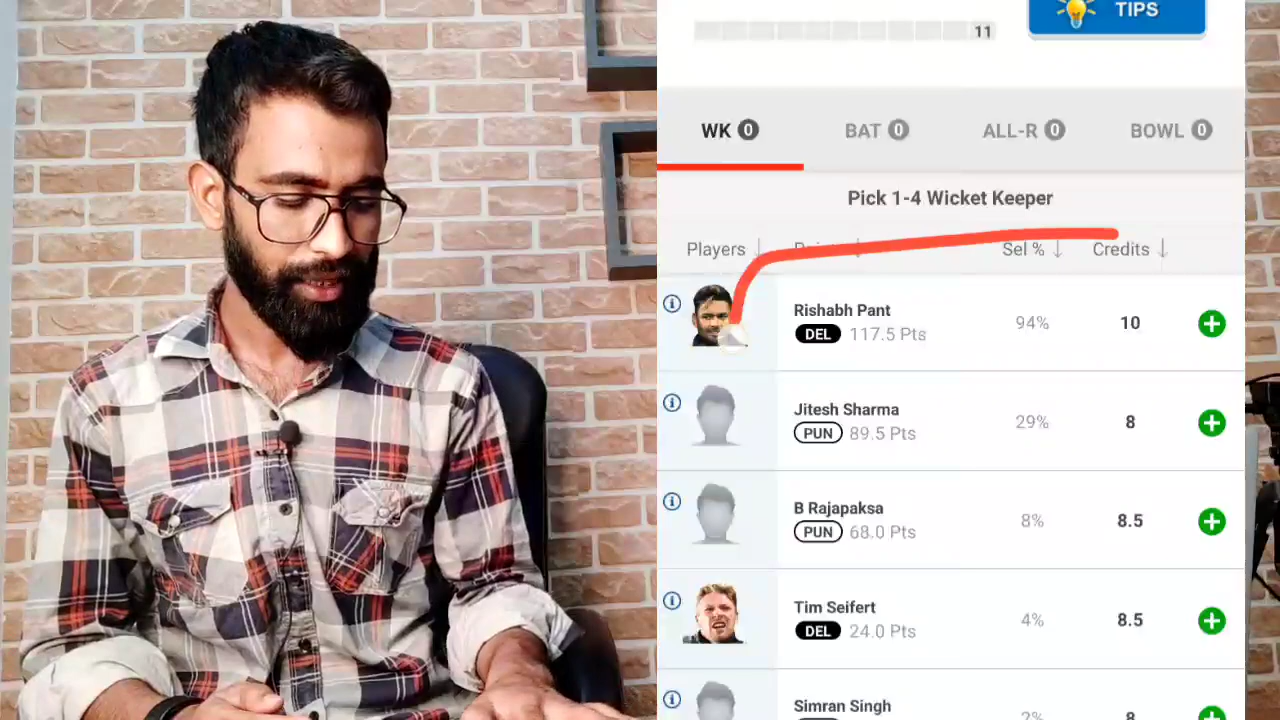 TIPS
11
WK 0 BAT 0 ALL-R 0 BOWL 0
Pick 1-4 Wicket Keeper
Players Sel % Credits
Rishabh Pant
DEL 117.5 Pts 94% 10
Jitesh Sharma
PUN 89.5 Pts 29% 8
B Rajapaksa
PUN 68.0 Pts 8% 8.5
Tim Seifert
DEL 24.0 Pts 4% 8.5
Simran Singh
2% 8